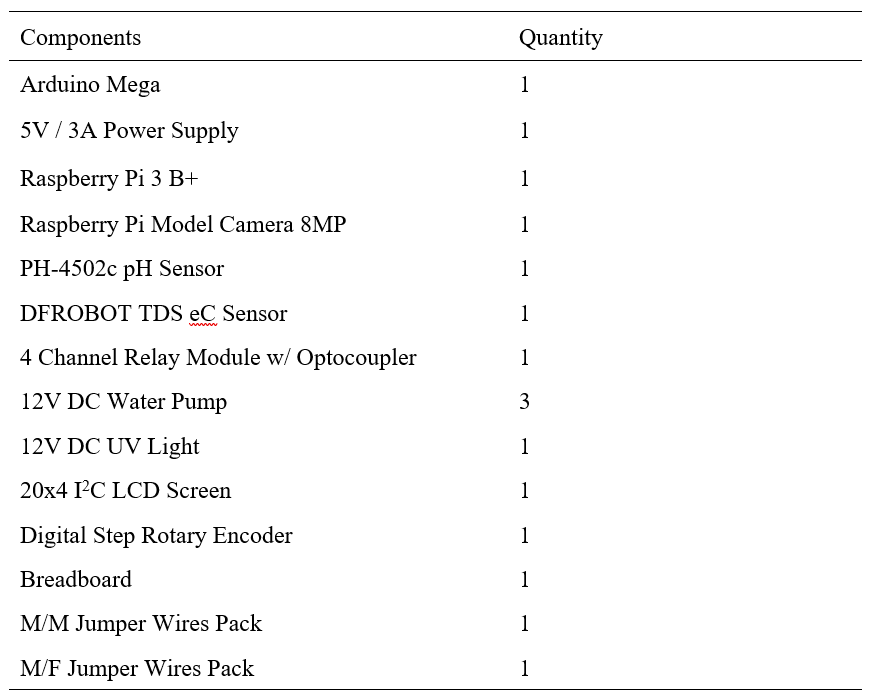 Components Quantity
Arduino Mega 1
5V / 3A Power Supply 1
Raspberry Pi 3 B+ 1
Raspberry Pi Model Camera 8MP 1
PH-4502c pH Sensor 1
DFROBOT TDS eC Sensor 1
4 Channel Relay Module w/ Optocoupler 1
12V DC Water Pump 3
12V DC UV Light 1
20x4 I²C LCD Screen 1
Digital Step Rotary Encoder 1
Breadboard 1
M/M Jumper Wires Pack 1
M/F Jumper Wires Pack 1